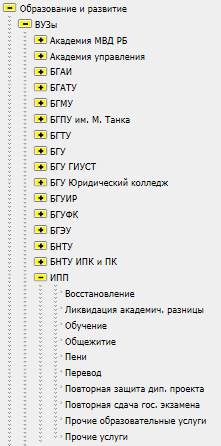 Образование и развитие
ВУЗы
Академия МВД РБ
Академия управления
БГАИ
БГАТУ
БГМУ
БГПУ им. М. Танка
БГТУ
БГУ
БГУ ГИУСТ
БГУ Юридический колледж
БГУИР
БГУФК
БГЭУ
БНТУ
БНТУ ИПК и ПК
ИПП
Восстановление
Ликвидация академич. разницы
Обучение
Общежитие
Пени
Перевод
Повторная защита дип. проекта
Повторная сдача гос. экзамена
Прочие образовательные услуги
Прочие услуги